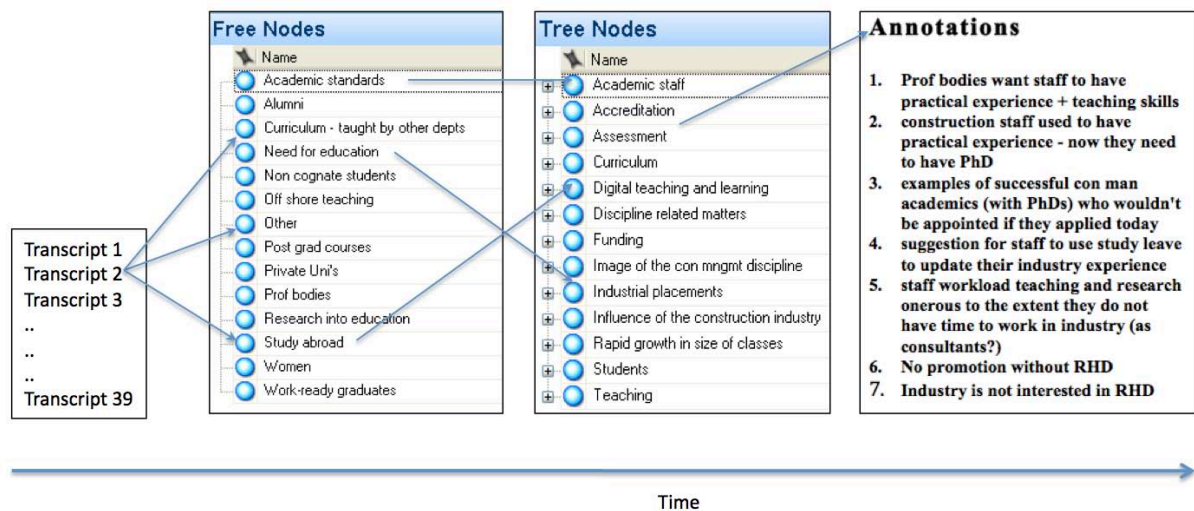 Transcript 1
Transcript 2
Transcript 3
..
..
..
Transcript 39
Free Nodes
Name
Academic standards
Alumni
Curriculum - taught by other depts
Need for education
Non cognate students
Off shore teaching
Other
Post grad courses
Private Uni's
Prof bodies
Research into education
Study abroad
Women
Work-ready graduates
Tree Nodes
Name
Academic staff
Accreditation
Assessment
Curriculum
Digital teaching and learning
Discipline related matters
Funding
Image of the con mngmt discipline
Industrial placements
Influence of the construction industry
Rapid growth in size of classes
Students
Teaching
Annotations
1. Prof bodies want staff to have
practical experience + teaching skills
2. construction staff used to have
practical experience - now they need
to have PhD
3. examples of successful con man
academics (with PhDs) who wouldn't
be appointed if they applied today
4. suggestion for staff to use study leave
to update their industry experience
5. staff workload teaching and research
onerous to the extent they do not
have time to work in industry (as
consultants?)
6. No promotion without RHD
7. Industry is not interested in RHD
Time